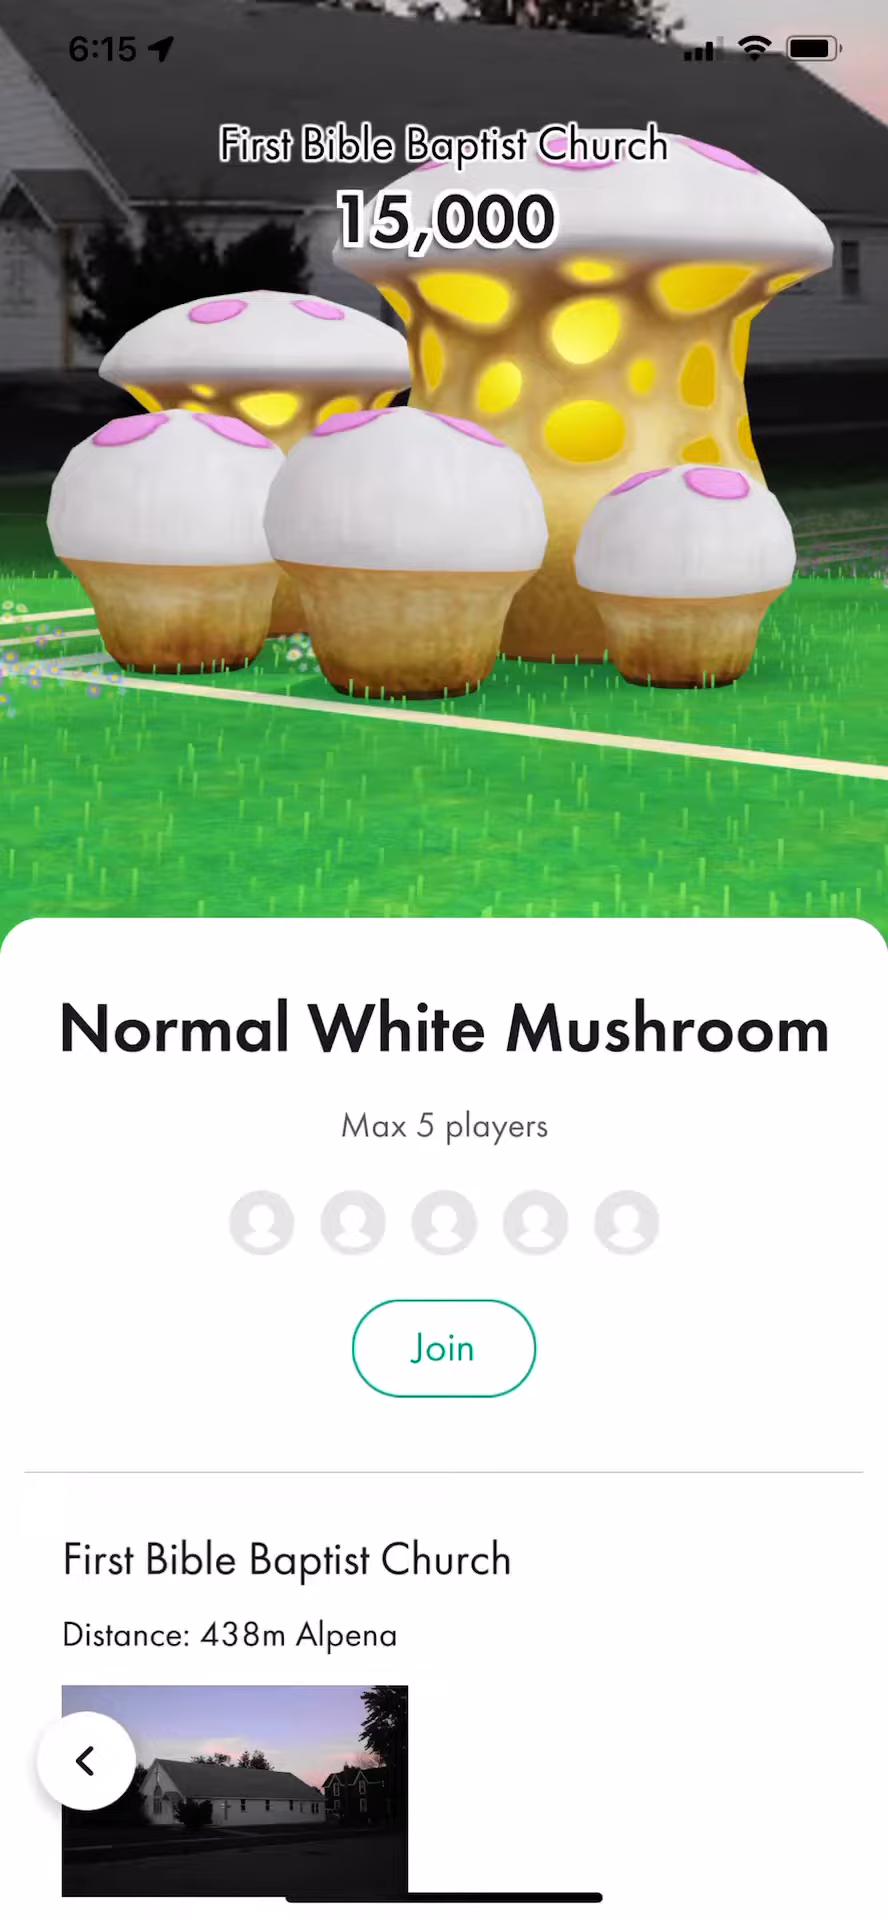 6:15
First Bible Baptist Church
15,000
Normal White Mushroom
Max 5 players
Join
First Bible Baptist Church
Distance: 438m Alpena